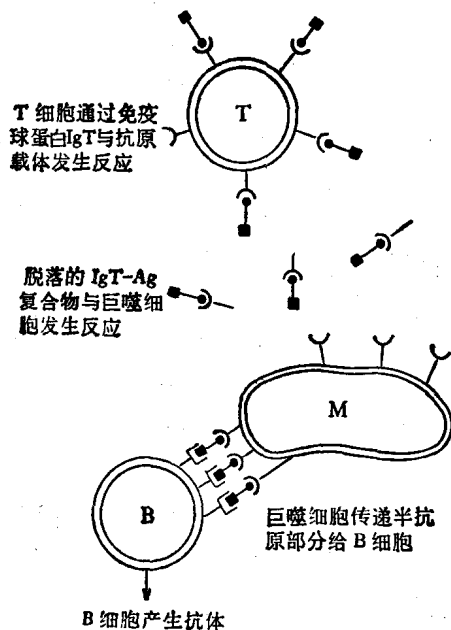 T
T 细胞通过免疫
球蛋白IgT与抗原
载体发生反应
脱落的 IgT-Ag
复合物与巨噬细
胞发生反应
M
B
巨噬细胞传递半抗
原部分给 B 细胞
B 细胞产生抗体